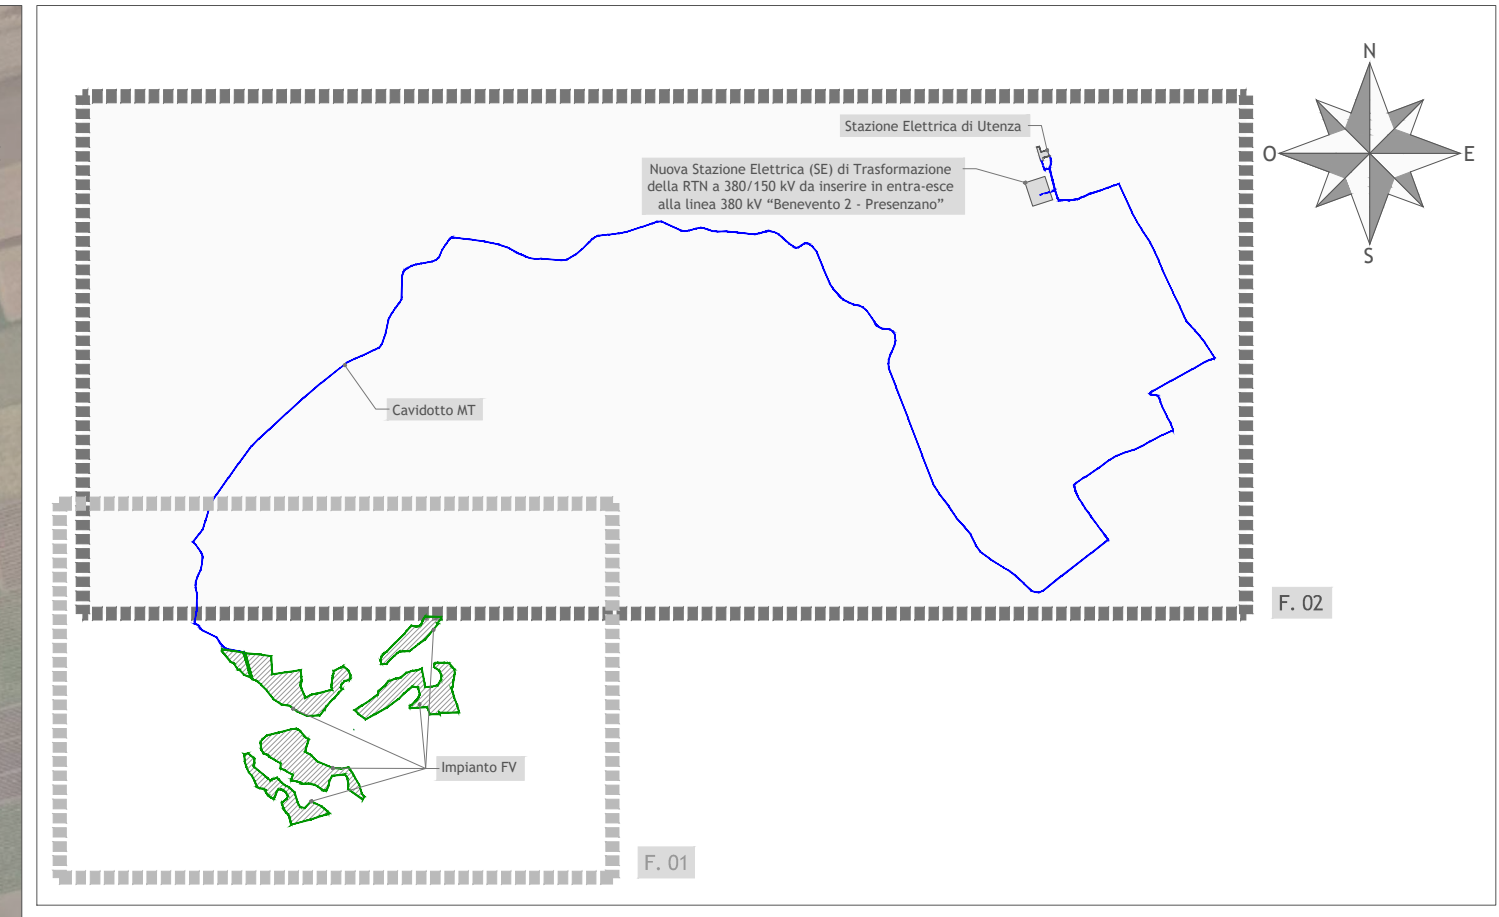 N
O
E
S
Stazione Elettrica di Utenza
Nuova Stazione Elettrica (SE) di Trasformazione
della RTN a 380/150 kV da inserire in entra-esce
alla linea 380 kV “Benevento 2 - Presenzano”
Cavidotto MT
F. 02
Impianto FV
F. 01